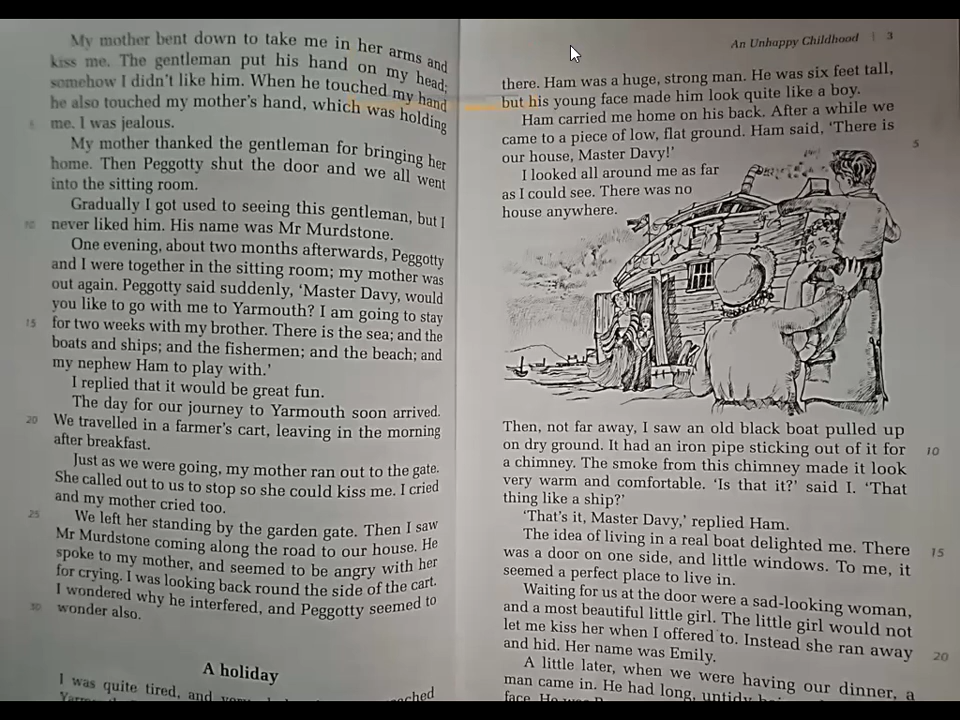 My mother bent down to take me in her arms and
kiss me. The gentleman put his hand on my head;
somehow I didn't like him. When he touched my hand
he also touched my mother's hand, which was holding
5 me. I was jealous.
My mother thanked the gentleman for bringing her
home. Then Peggotty shut the door and we all went
into the sitting room.
Gradually I got used to seeing this gentleman, but I
10 never liked him. His name was Mr Murdstone.
One evening, about two months afterwards, Peggotty
and I were together in the sitting room; my mother was
out again. Peggotty said suddenly, 'Master Davy, would
you like to go with me to Yarmouth? I am going to stay
15 for two weeks with my brother. There is the sea; and the
boats and ships; and the fishermen; and the beach; and
my nephew Ham to play with.'
I replied that it would be great fun.
The day for our journey to Yarmouth soon arrived.
20 We travelled in a farmer's cart, leaving in the morning
after breakfast.
Just as we were going, my mother ran out to the gate.
She called out to us to stop so she could kiss me. I cried
and my mother cried too.
25 We left her standing by the garden gate. Then I saw
Mr Murdstone coming along the road to our house. He
spoke to my mother, and seemed to be angry with her
for crying. I was looking back round the side of the cart.
I wondered why he interfered, and Peggotty seemed to
30 wonder also.
A holiday
I was quite tired, and
An Unhappy Childhood | 3
there. Ham was a huge, strong man. He was six feet tall,
but his young face made him look quite like a boy.
Ham carried me home on his back. After a while we
came to a piece of low, flat ground. Ham said, 'There is
our house, Master Davy!' 5
I looked all around me as far
as I could see. There was no
house anywhere.
Then, not far away, I saw an old black boat pulled up
on dry ground. It had an iron pipe sticking out of it for 10
a chimney. The smoke from this chimney made it look
very warm and comfortable. 'Is that it?' said I. 'That
thing like a ship?'
'That's it, Master Davy,' replied Ham.
The idea of living in a real boat delighted me. There 15
was a door on one side, and little windows. To me, it
seemed a perfect place to live in.
Waiting for us at the door were a sad-looking woman,
and a most beautiful little girl. The little girl would not
let me kiss her when I offered to. Instead she ran away 20
and hid. Her name was Emily.
A little later, when we were having our dinner, a
man came in. He had long, untidy
face. He